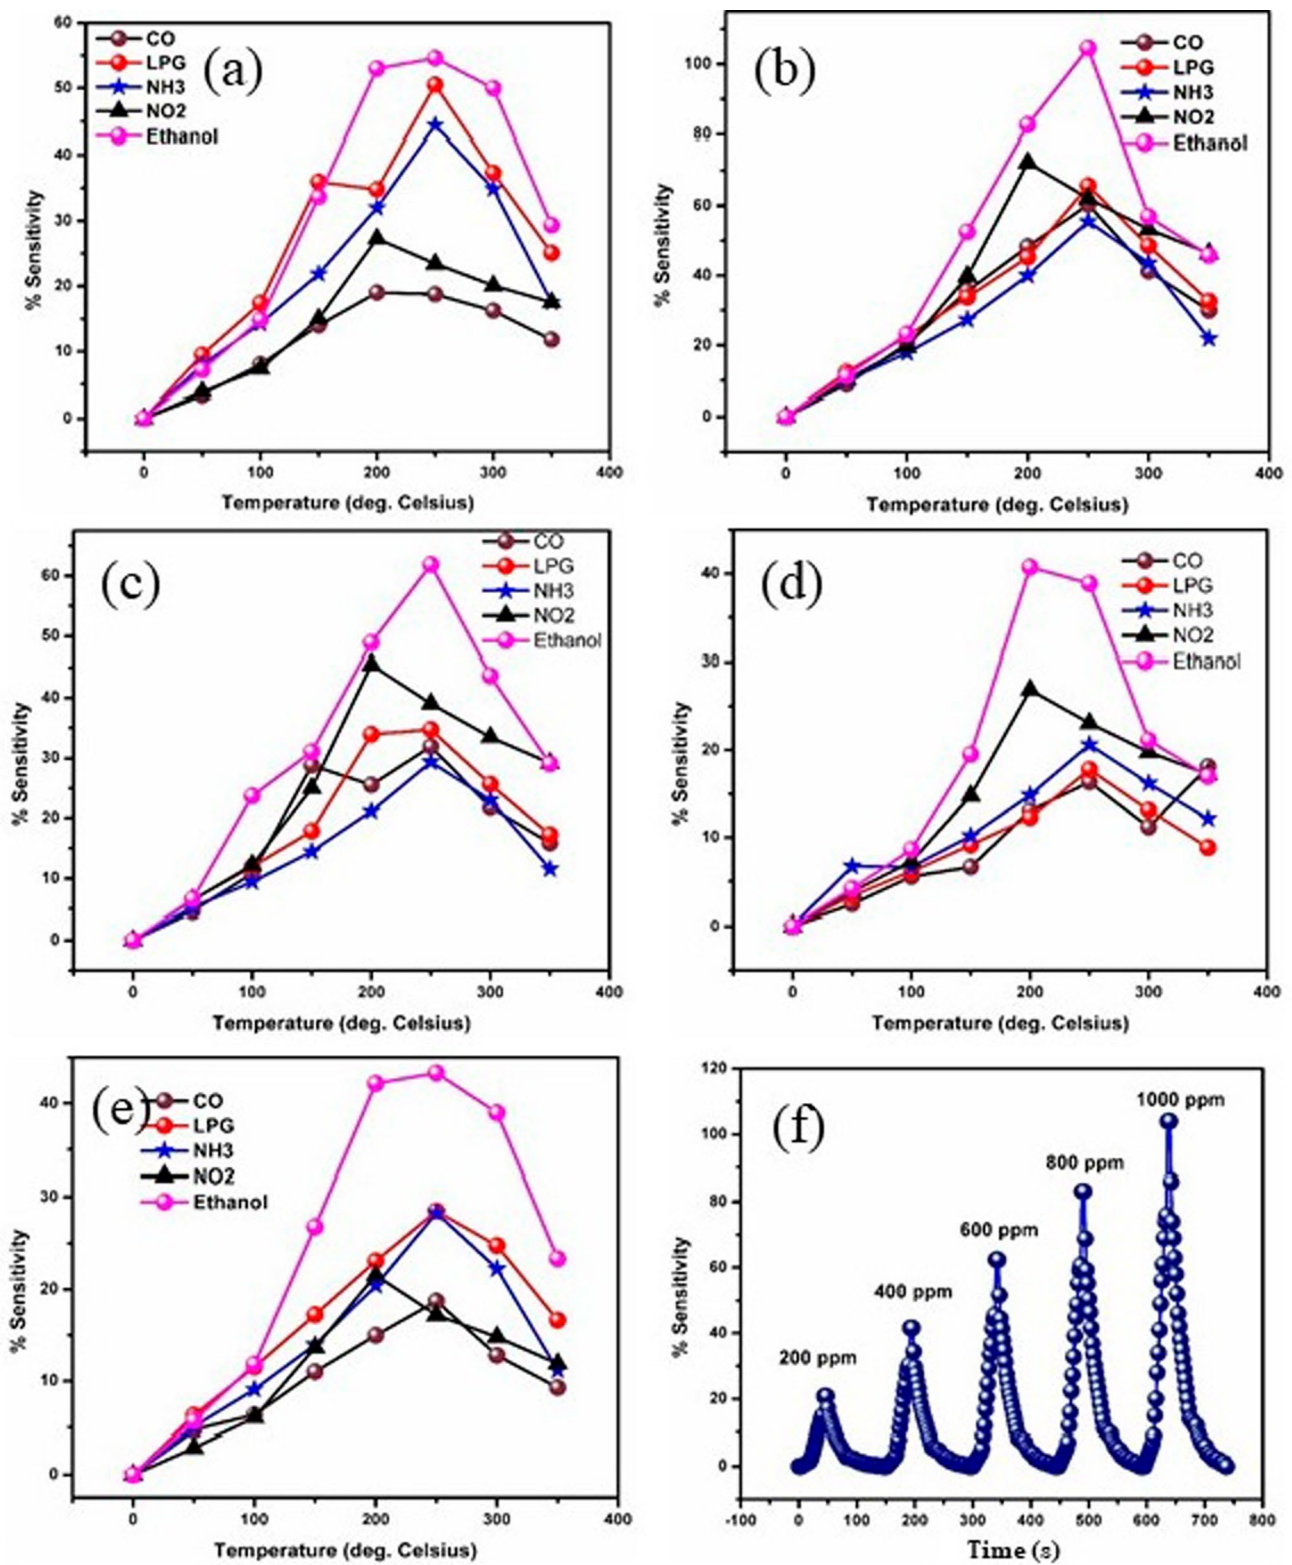 60
50
40
30
20
10
0
% Sensitivity
CO
LPG
NH3
NO2
Ethanol
(a)
0 100 200 300 400
Temperature (deg. Celsius)
100
80
60
40
20
0
% Sensitivity
(b)
CO
LPG
NH3
NO2
Ethanol
0 100 200 300 400
Temperature (deg. Celsius)
60
50
40
30
20
10
0
% Sensitivity
(c)
CO
LPG
NH3
NO2
Ethanol
0 100 200 300 400
Temperature (deg. Celsius)
40
30
20
10
0
% Sensitivity
(d)
CO
LPG
NH3
NO2
Ethanol
0 100 200 300 400
Temperature (deg. Celsius)
40
30
20
10
0
% Sensitivity
(e)
CO
LPG
NH3
NO2
Ethanol
0 100 200 300 400
Temperature (deg. Celsius)
120
100
80
60
40
20
0
% Sensitivity
(f)
200 ppm
400 ppm
600 ppm
800 ppm
1000 ppm
-100 0 100 200 300 400 500 600 700 800
Time (s)